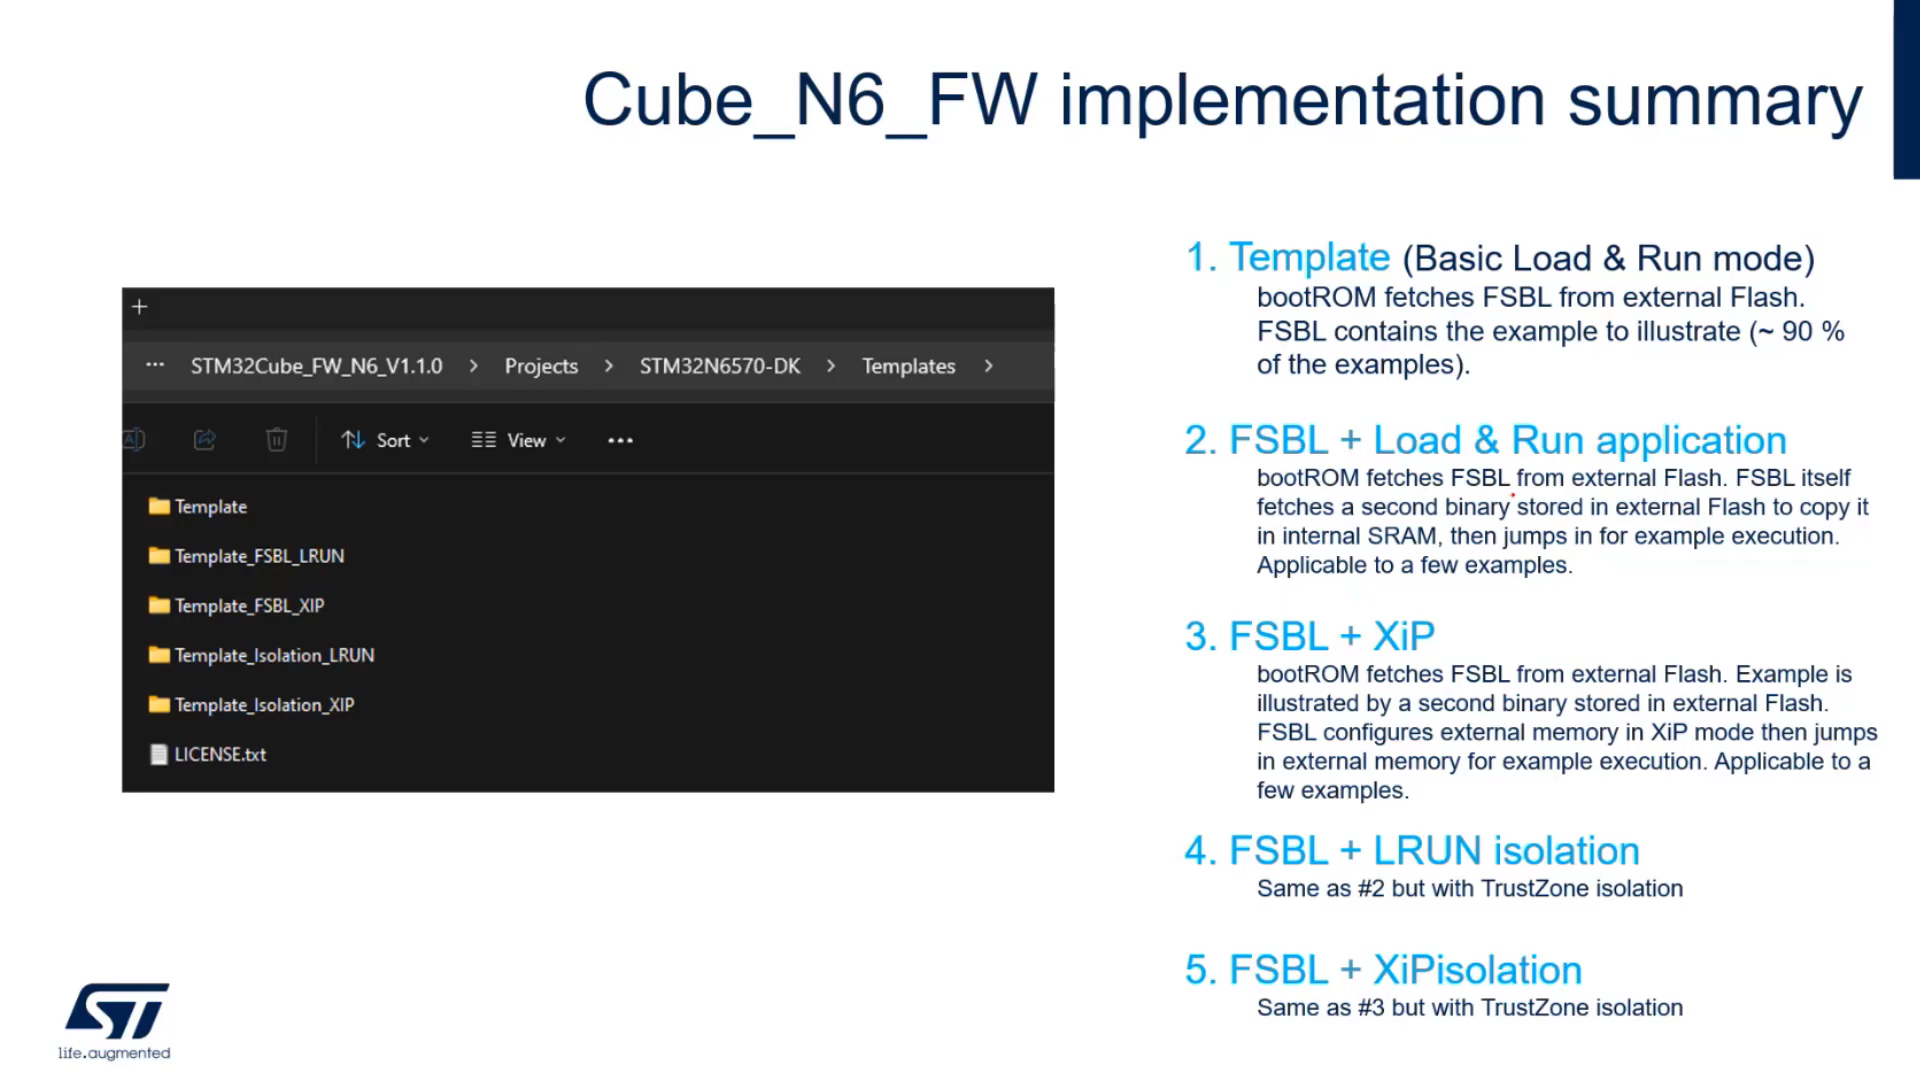 Cube_N6_FW implementation summary
STM32Cube_FW_N6_V1.1.0 > Projects > STM32N6570-DK > Templates >
Sort View
Template
Template_FSBL_LRUN
Template_FSBL_XIP
Template_Isolation_LRUN
Template_Isolation_XIP
LICENSE.txt
1. Template (Basic Load & Run mode)
bootROM fetches FSBL from external Flash.
FSBL contains the example to illustrate (~ 90 %
of the examples).
2. FSBL + Load & Run application
bootROM fetches FSBL from external Flash. FSBL itself
fetches a second binary stored in external Flash to copy it
in internal SRAM, then jumps in for example execution.
Applicable to a few examples.
3. FSBL + XiP
bootROM fetches FSBL from external Flash. Example is
illustrated by a second binary stored in external Flash.
FSBL configures external memory in XiP mode then jumps
in external memory for example execution. Applicable to a
few examples.
4. FSBL + LRUN isolation
Same as #2 but with TrustZone isolation
5. FSBL + XiPisolation
Same as #3 but with TrustZone isolation
ST
life.augmented